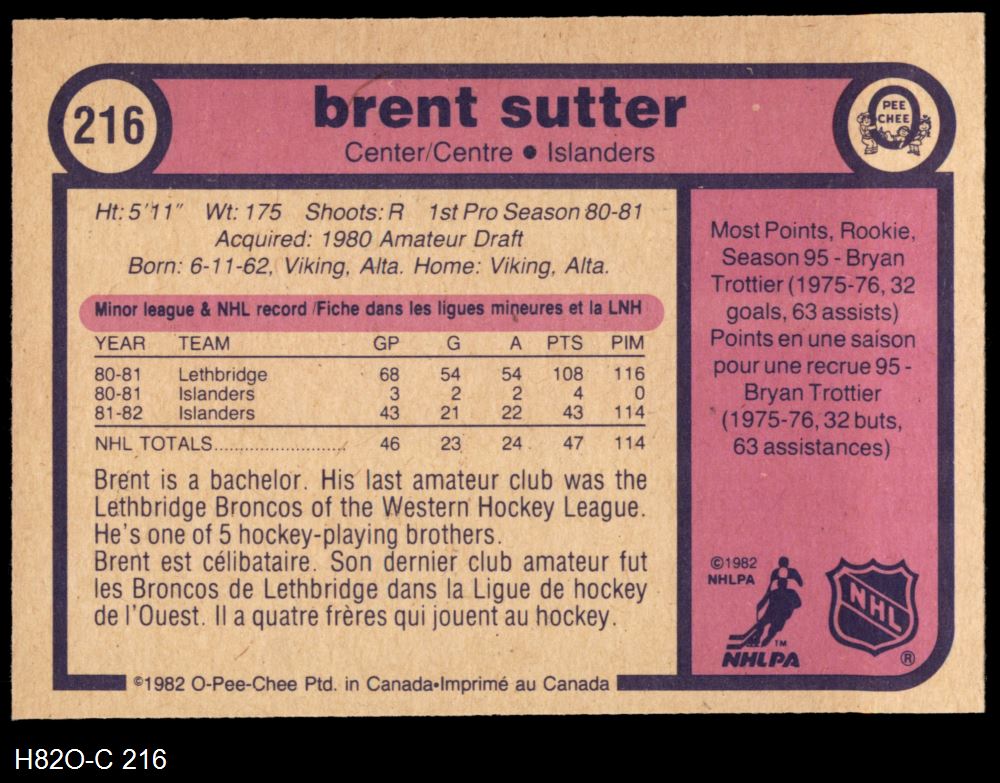 216
brent sutter
Center/Centre • Islanders
PEE
CHEE
Ht: 5'11" Wt: 175 Shoots: R 1st Pro Season 80-81
Acquired: 1980 Amateur Draft
Born: 6-11-62, Viking, Alta. Home: Viking, Alta.
Minor league & NHL record /Fiche dans les ligues mineures et la LNH
YEAR TEAM GP G A PTS PIM
80-81 Lethbridge 68 54 54 108 116
80-81 Islanders 3 2 2 4 0
81-82 Islanders 43 21 22 43 114
NHL TOTALS.......................... 46 23 24 47 114
Brent is a bachelor. His last amateur club was the
Lethbridge Broncos of the Western Hockey League.
He's one of 5 hockey-playing brothers.
Brent est célibataire. Son dernier club amateur fut
les Broncos de Lethbridge dans la Ligue de hockey
de l'Ouest. Il a quatre frères qui jouent au hockey.
Most Points, Rookie,
Season 95 - Bryan
Trottier (1975-76, 32
goals, 63 assists)
Points en une saison
pour une recrue 95 -
Bryan Trottier
(1975-76, 32 buts,
63 assistances)
©1982
NHLPA
TM
NHLPA
NHL
®
©1982 O-Pee-Chee Ptd. in Canada•Imprimé au Canada
H82O-C 216